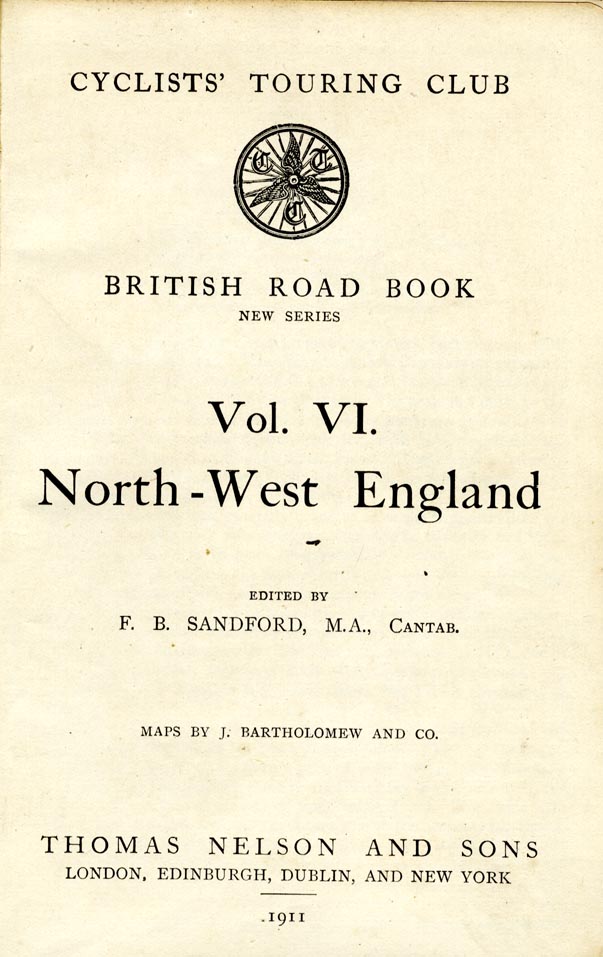 CYCLISTS' TOURING CLUB
C T
C
BRITISH ROAD BOOK
NEW SERIES
Vol. VI.
North-West England
EDITED BY
F. B. SANDFORD, M.A., CANTAB.
MAPS BY J. BARTHOLOMEW AND CO.
THOMAS NELSON AND SONS
LONDON, EDINBURGH, DUBLIN, AND NEW YORK
1911